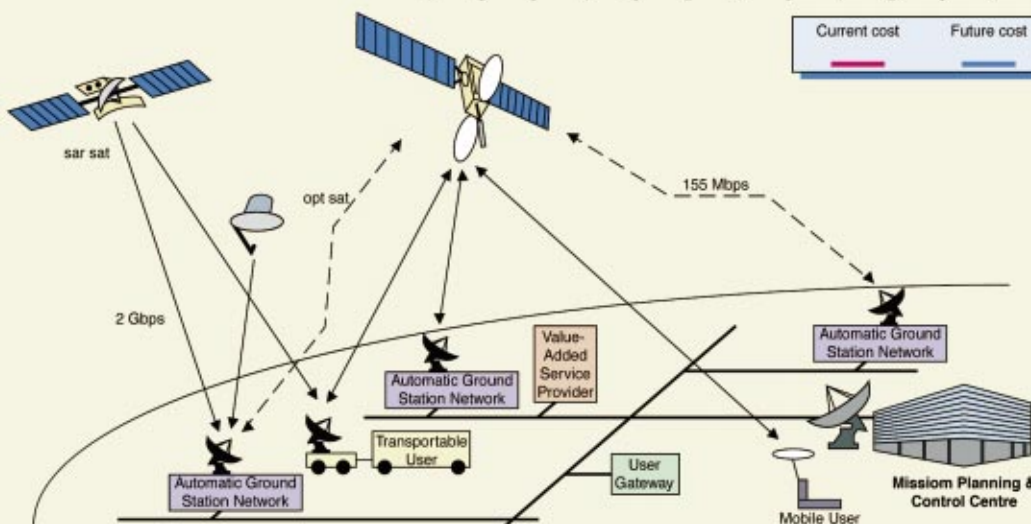 Current cost
Future cost
sar sat
opt sat
155 Mbps
2 Gbps
Automatic Ground
Station Network
Value-
Added
Service
Provider
Automatic Ground
Station Network
Transportable
User
User
Gateway
Automatic Ground
Station Network
Missiom Planning &
Control Centre
Mobile User